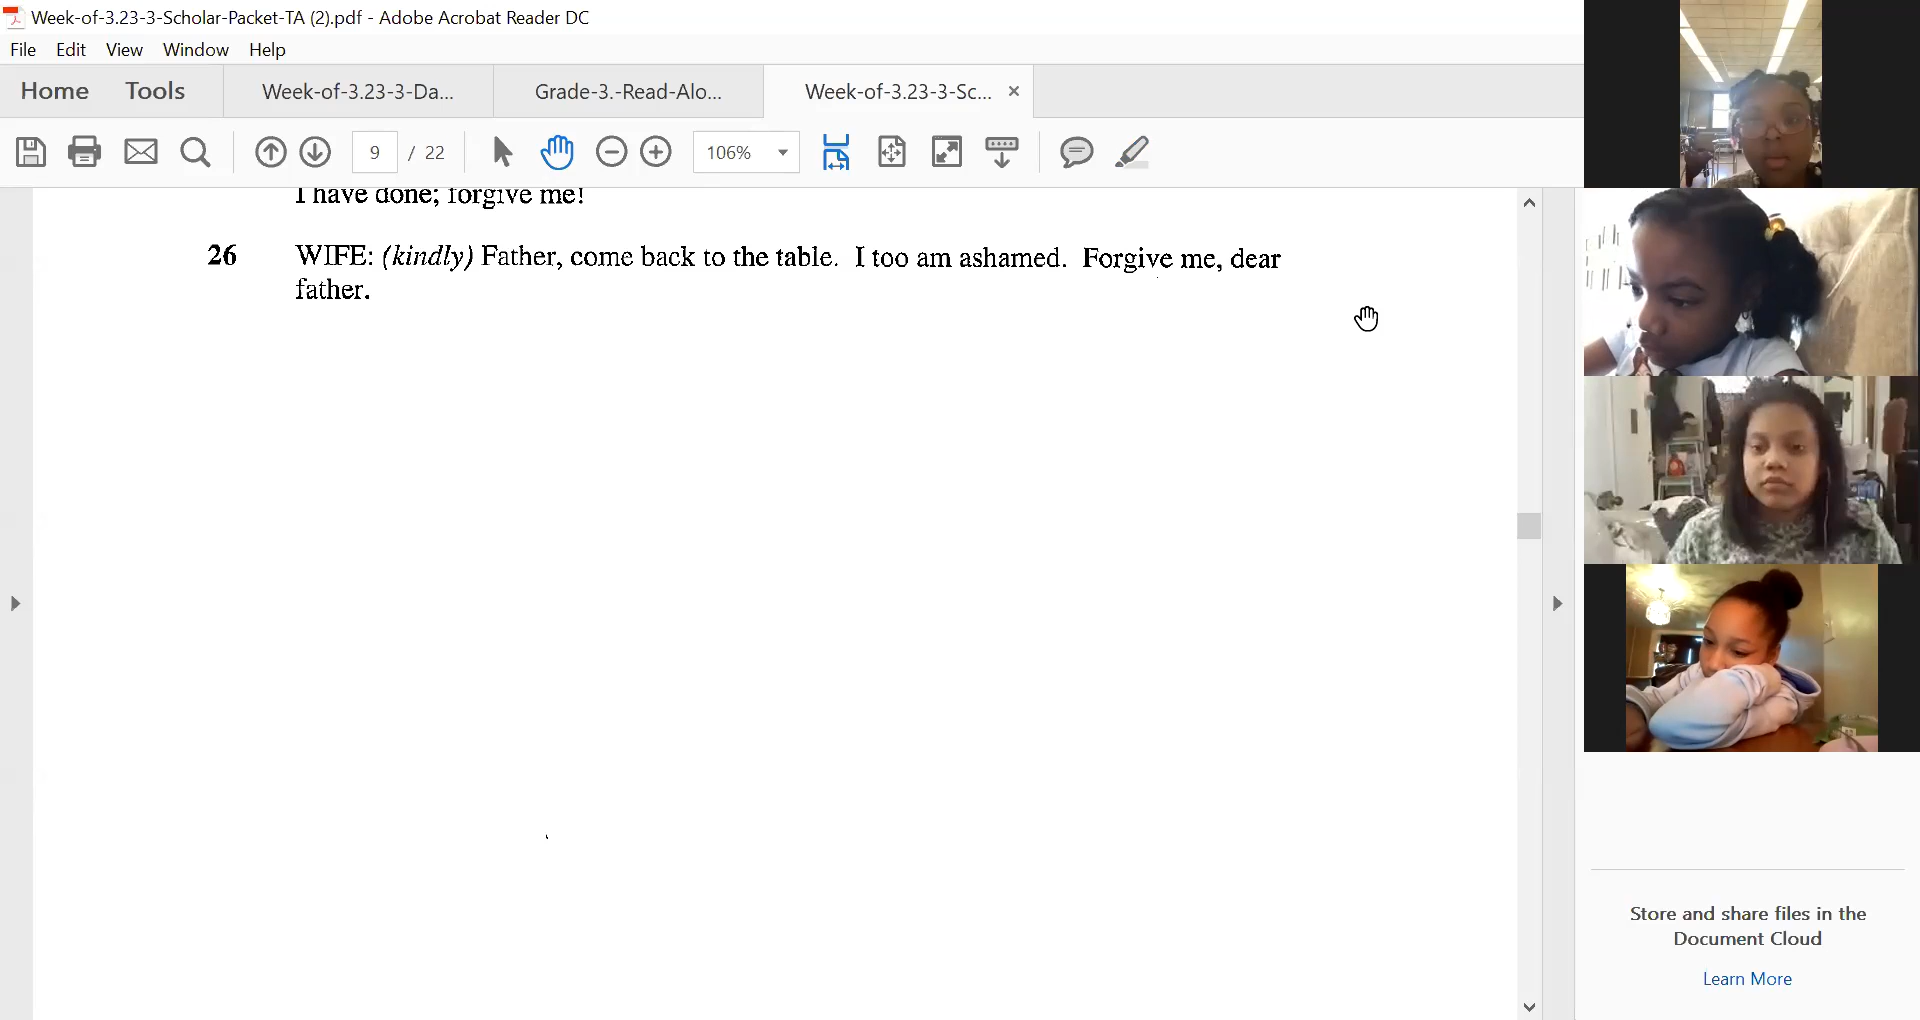 Week-of-3.23-3-Scholar-Packet-TA (2).pdf - Adobe Acrobat Reader DC
File Edit View Window Help
Home Tools Week-of-3.23-3-Da... Grade-3.-Read-Alo... Week-of-3.23-3-Sc... ×
9 / 22 106%
I have done; forgive me!
26 WIFE: (kindly) Father, come back to the table. I too am ashamed. Forgive me, dear
father.
Store and share files in the
Document Cloud
Learn More